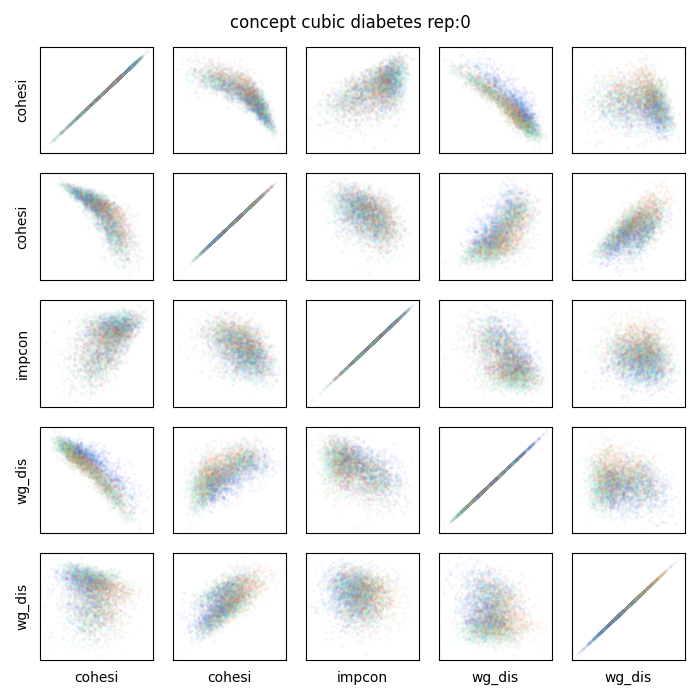 concept cubic diabetes rep:0
cohesi
cohesi
impcon
wg_dis
wg_dis
cohesi cohesi impcon wg_dis wg_dis